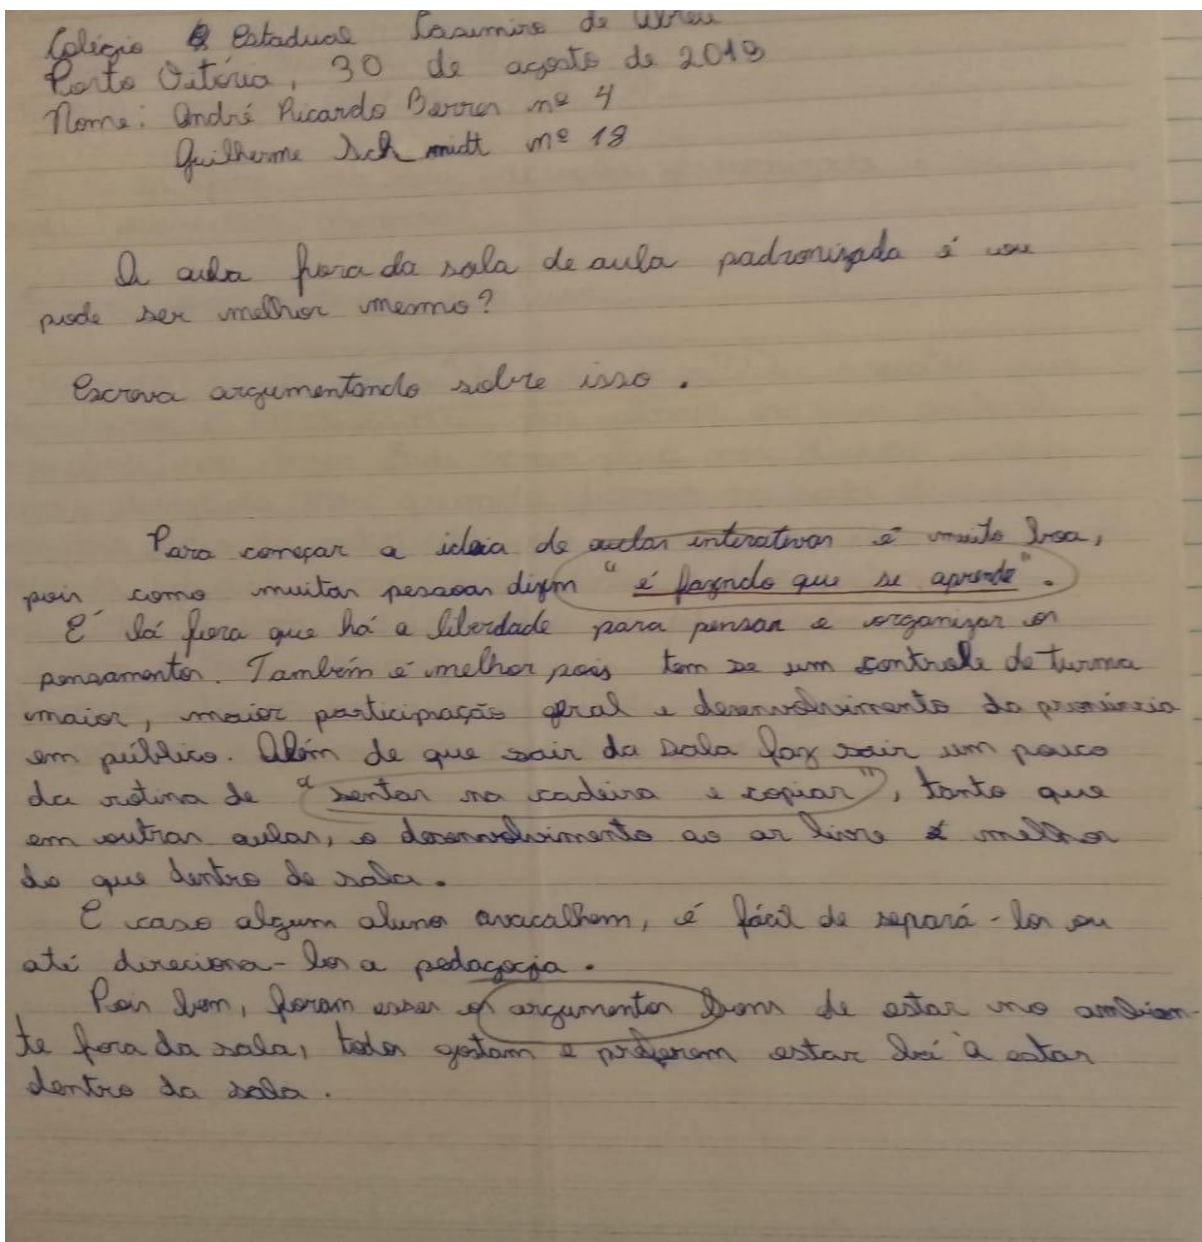 Colégio Estadual Casimiro de Abreu
Porto Vitória, 30 de agosto de 2019
Nome: André Ricardo nº 4
Guilherme Schmidt nº 18
A aula fora da sala de aula padronizada é ou
pode ser melhor mesmo?
Escreva argumentando sobre isso.
Para começar a ideia de aulas interativas é muito boa,
pois como muitas pessoas dizem "é fazendo que se aprende".
É lá fora que há a liberdade para pensar e organizar os
pensamentos. Também é melhor pois tem se um controle de turma
maior, maior participação geral e desenvolvimento da pronúncia
em público. Além de que sair da sala faz sair um pouco
da rotina de "sentar na cadeira e copiar", tanto que
em outras aulas, o desenvolvimento ao ar livre é melhor
do que dentro de sala.
E caso algum alunos avacalhem, é fácil de separá-los ou
até direciona-los a pedagogia.
Pois bem, foram esses os argumentos bons de estar no ambien-
te fora da sala, todos gostam e preferem estar lá à estar
dentro da sala.